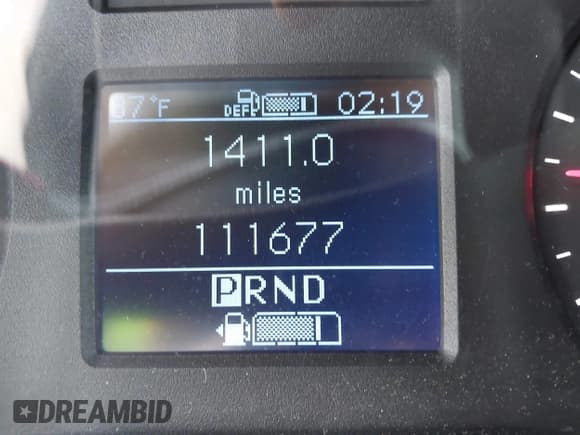 87°F DEF 02:19
1411.0
miles
111677
PRND
DREAMBID